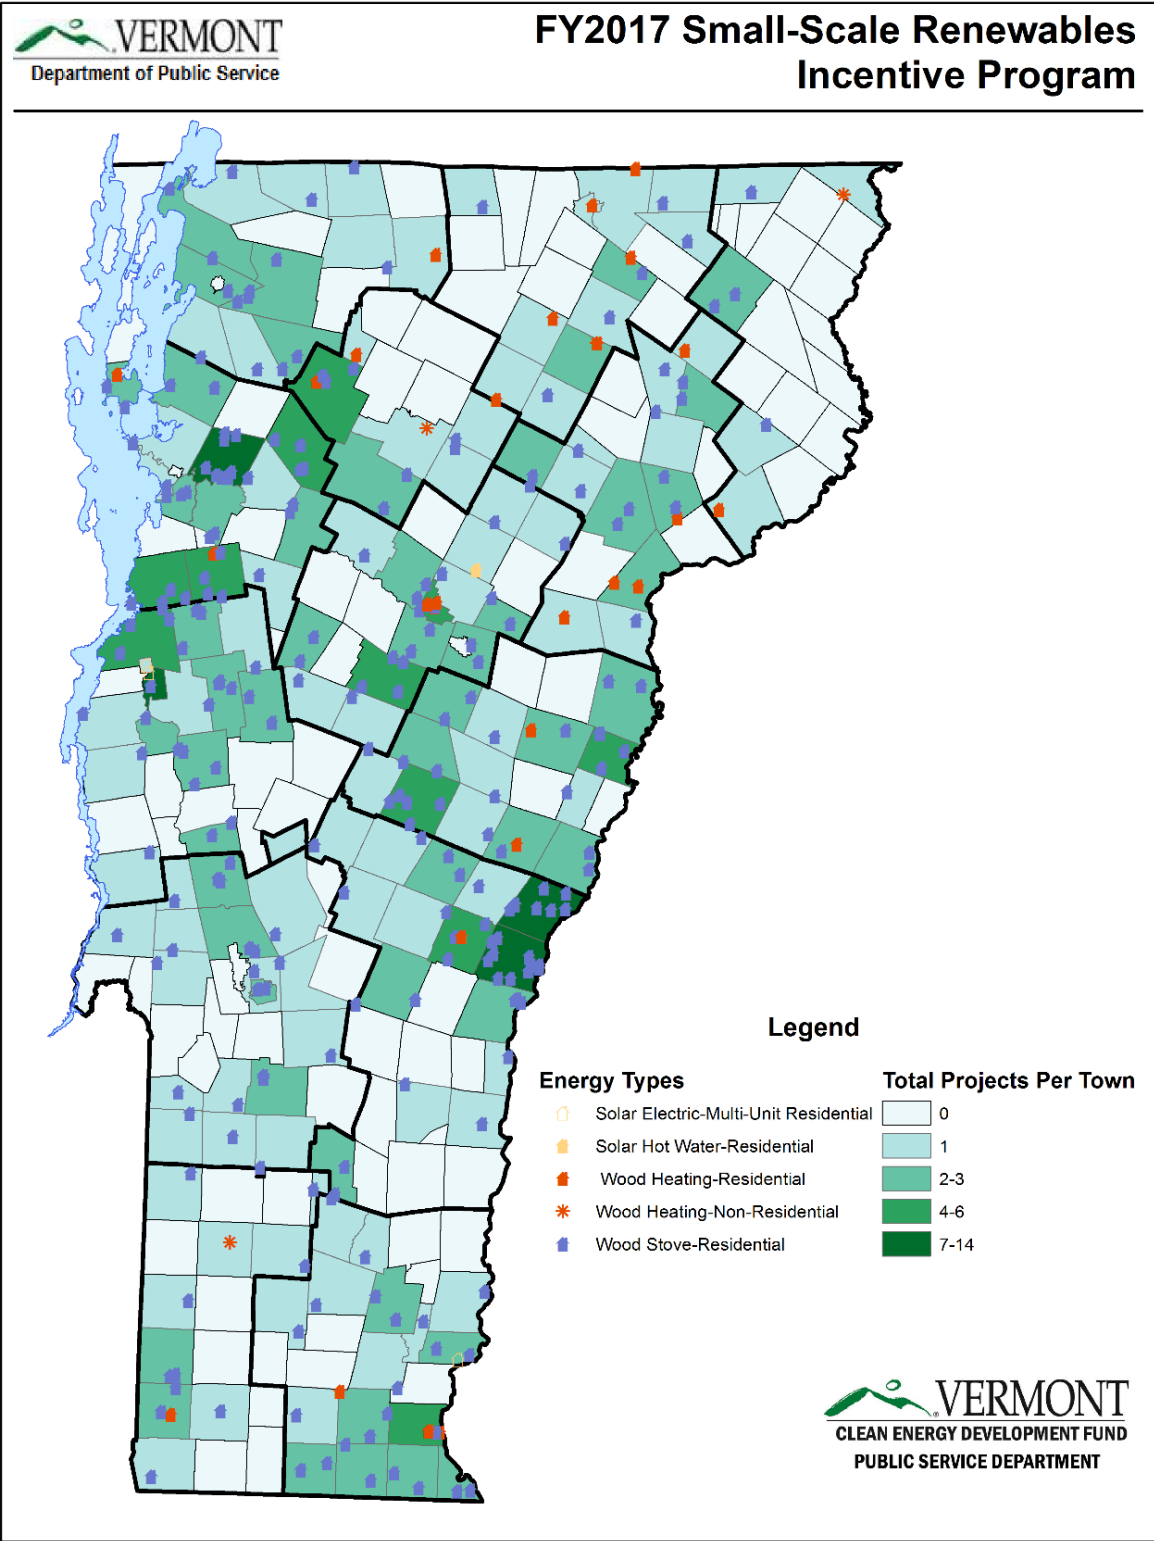 VERMONT
Department of Public Service
FY2017 Small-Scale Renewables
Incentive Program
Legend
Energy Types
Solar Electric-Multi-Unit Residential
Solar Hot Water-Residential
Wood Heating-Residential
Wood Heating-Non-Residential
Wood Stove-Residential
Total Projects Per Town
0
1
2-3
4-6
7-14
VERMONT
CLEAN ENERGY DEVELOPMENT FUND
PUBLIC SERVICE DEPARTMENT